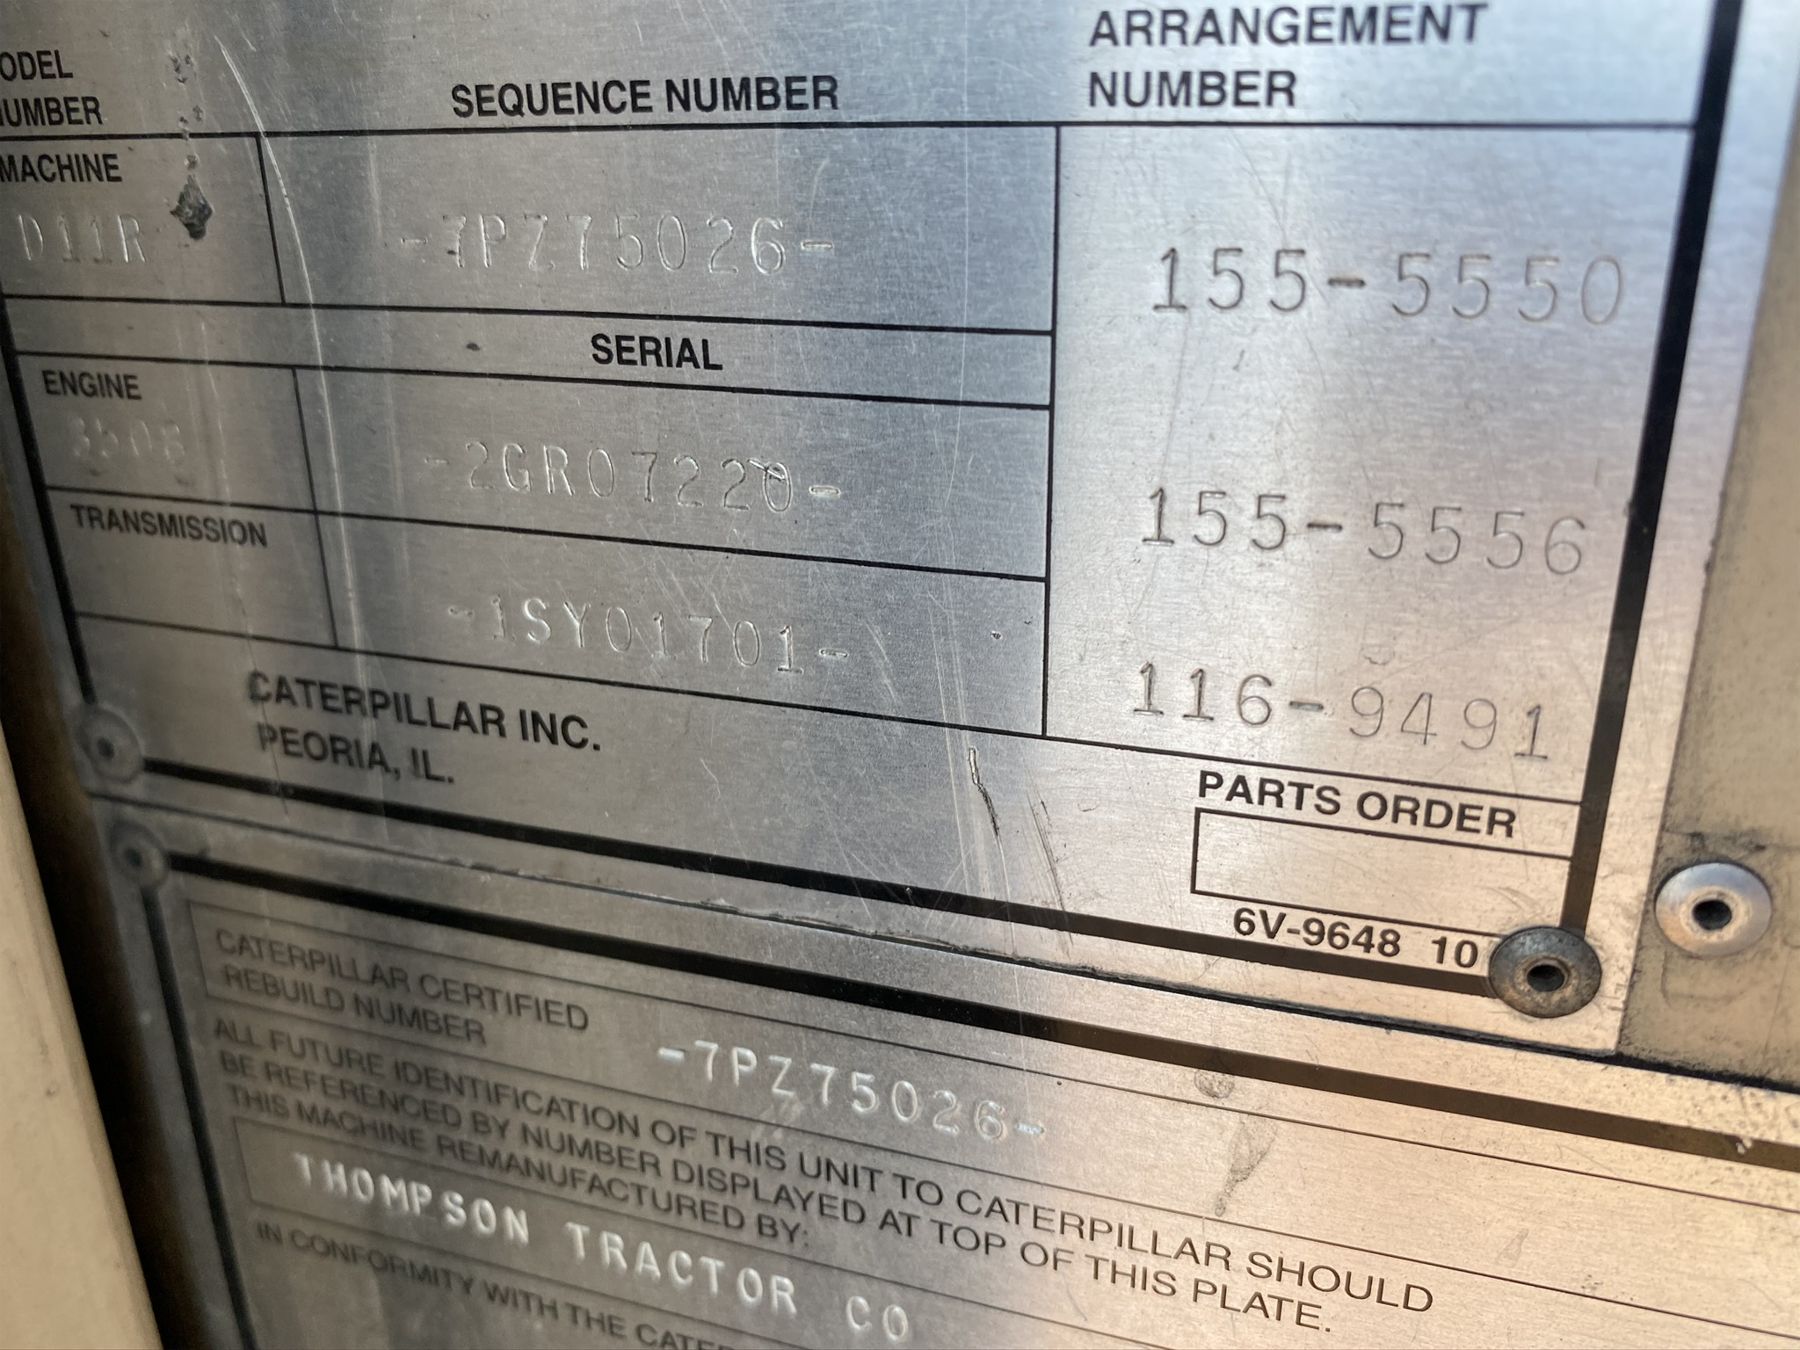 ODEL
NUMBER
SEQUENCE NUMBER
ARRANGEMENT
NUMBER
MACHINE
D11R
-7PZ75026-
155-5550
SERIAL
ENGINE
3508
-2GR07220-
155-5556
TRANSMISSION
-1SY01701-
116-9491
CATERPILLAR INC.
PEORIA, IL.
PARTS ORDER
6V-9648 10
CATERPILLAR CERTIFIED
REBUILD NUMBER
-7PZ75026-
ALL FUTURE IDENTIFICATION OF THIS UNIT TO CATERPILLAR SHOULD
BE REFERENCED BY NUMBER DISPLAYED AT TOP OF THIS PLATE.
THIS MACHINE REMANUFACTURED BY:
THOMPSON TRACTOR CO
IN CONFORMITY WITH THE CATER